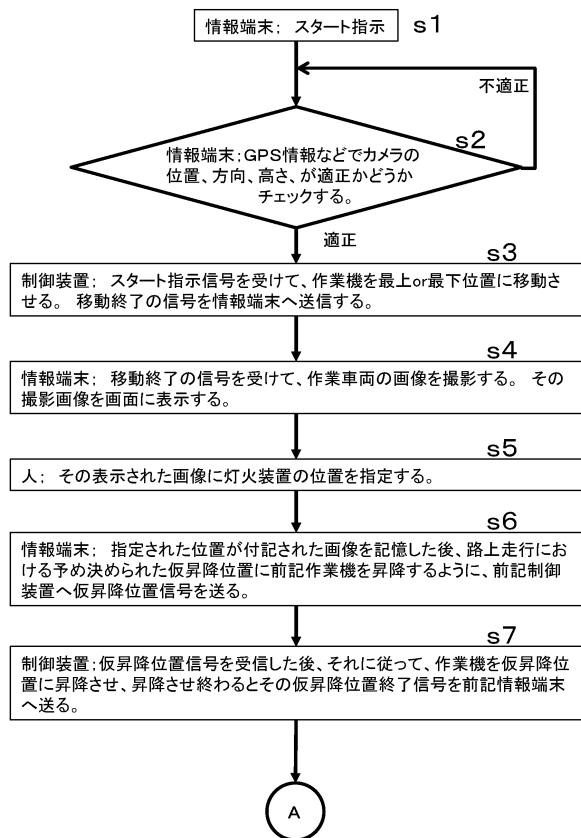 情報端末； スタート指示
s1
不適正
s2
情報端末；GPS情報などでカメラの
位置、方向、高さ、が適正かどうか
チェックする。
適正
s3
制御装置； スタート指示信号を受けて、作業機を最上or最下位置に移動さ
せる。 移動終了の信号を情報端末へ送信する。
s4
情報端末； 移動終了の信号を受けて、作業車両の画像を撮影する。 その
撮影画像を画面に表示する。
s5
人； その表示された画像に灯火装置の位置を指定する。
s6
情報端末； 指定された位置が付記された画像を記憶した後、路上走行にお
ける予め決められた仮昇降位置に前記作業機を昇降するように、前記制御
装置へ仮昇降位置信号を送る。
s7
制御装置；仮昇降位置信号を受信した後、それに従って、作業機を仮昇降位
置に昇降させ、昇降させ終わるとその仮昇降位置終了信号を前記情報端末
へ送る。
A